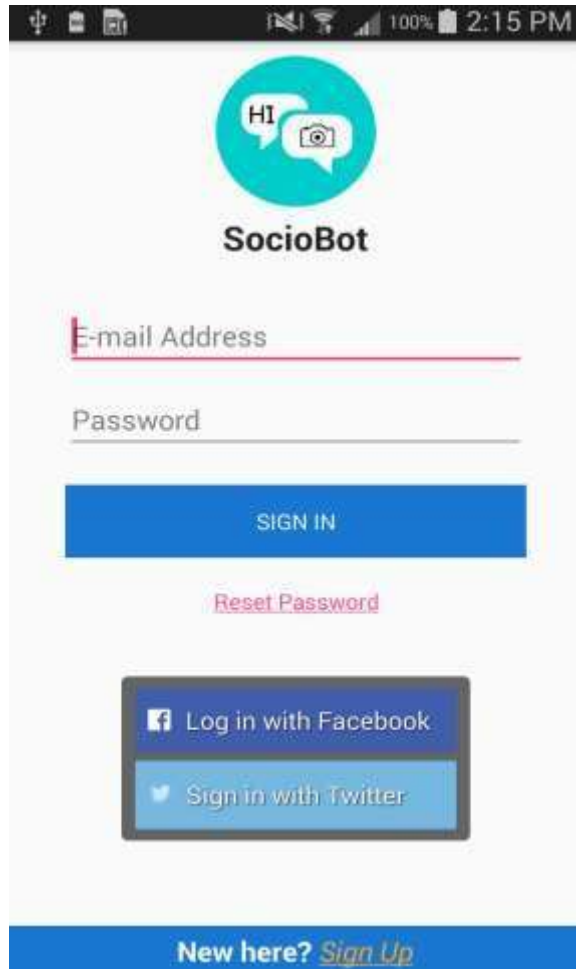 100% 2:15 PM
HI
SocioBot
E-mail Address
Password
SIGN IN
Reset Password
Log in with Facebook
Sign in with Twitter
New here? Sign Up